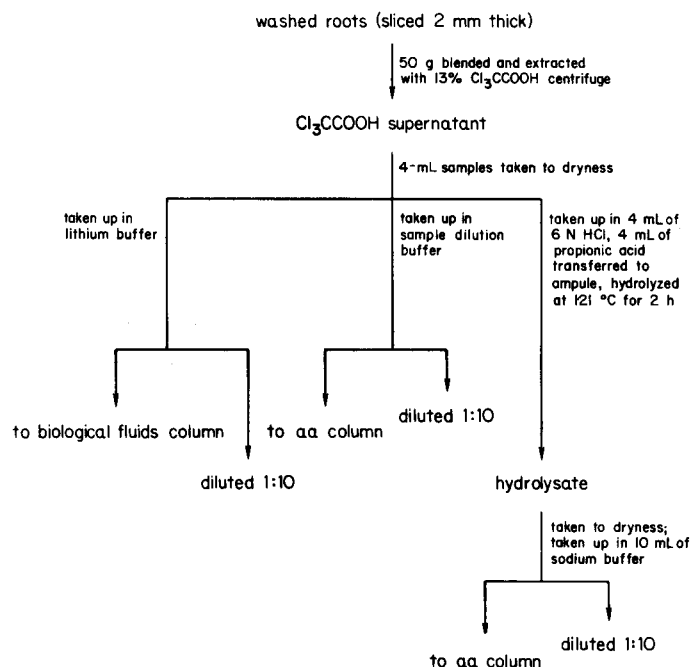 washed roots (sliced 2 mm thick)
50 g blended and extracted
with 13% Cl3CCOOH centrifuge
Cl3CCOOH supernatant
4-mL samples taken to dryness
taken up in
lithium buffer
taken up in
sample dilution
buffer
taken up in 4 mL of
6 N HCl, 4 mL of
propionic acid
transferred to
ampule, hydrolyzed
at 121 °C for 2 h
to biological fluids column
diluted 1:10
to aa column
diluted 1:10
hydrolysate
taken to dryness;
taken up in 10 mL of
sodium buffer
to aa column
diluted 1:10